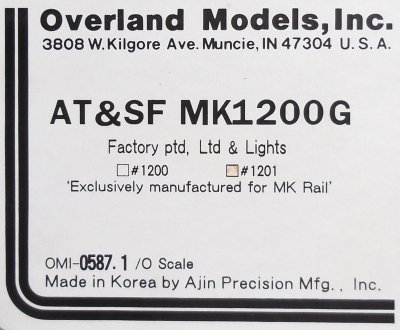 Overland Models, Inc.
3808 W. Kilgore Ave. Muncie, IN 47304 U.S.A.
AT&SF MK1200G
Factory ptd, Ltd & Lights
#1200 #1201
'Exclusively manufactured for MK Rail'
OMI-0587.1 /O Scale
Made in Korea by Ajin Precision Mfg., Inc.